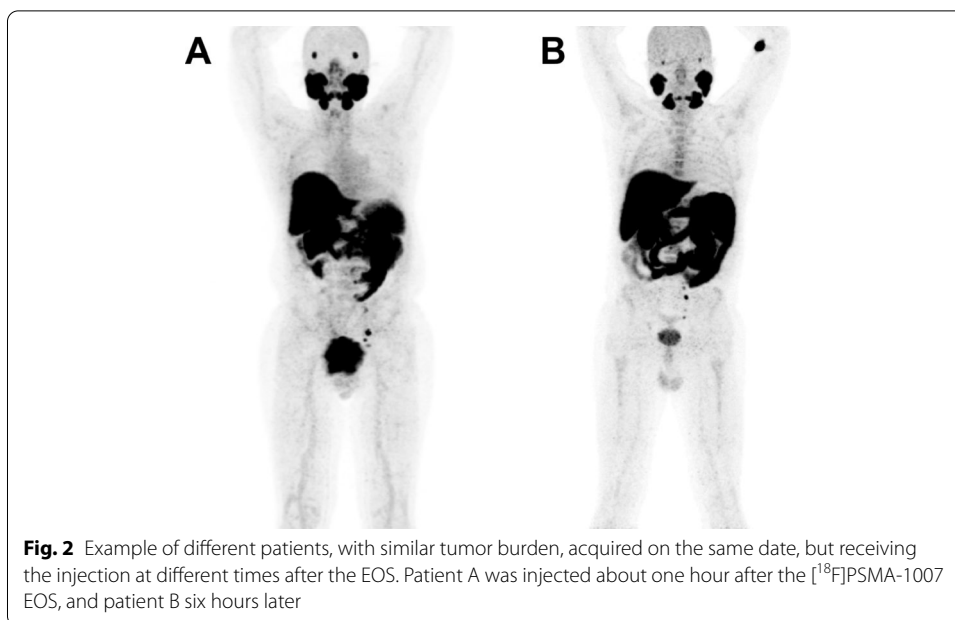 A B
Fig. 2 Example of different patients, with similar tumor burden, acquired on the same date, but receiving
the injection at different times after the EOS. Patient A was injected about one hour after the [¹⁸F]PSMA-1007
EOS, and patient B six hours later